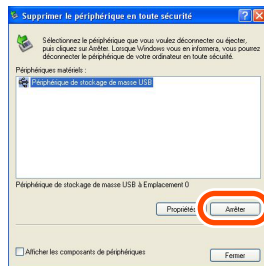 Supprimer le périphérique en toute sécurité
Sélectionnez le périphérique que vous voulez déconnecter ou éjecter,
puis cliquez sur Arrêter. Lorsque Windows vous en informera, vous pourrez
déconnecter le périphérique de votre ordinateur en toute sécurité.
Périphériques matériels :
Périphérique de stockage de masse USB
Périphérique de stockage de masse USB à Emplacement 0
Propriétés Arrêter
Afficher les composants de périphériques
Fermer